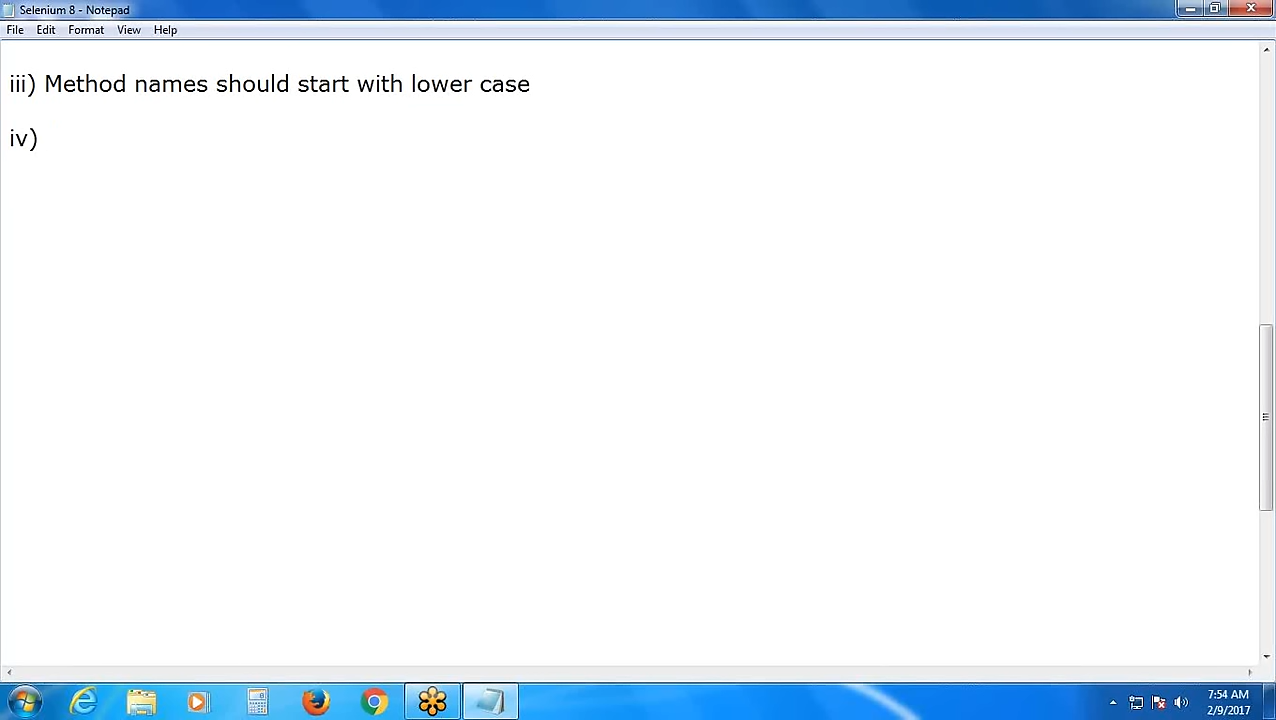 Selenium 8 - Notepad
File Edit Format View Help
iii) Method names should start with lower case
iv)
7:54 AM
2/9/2017